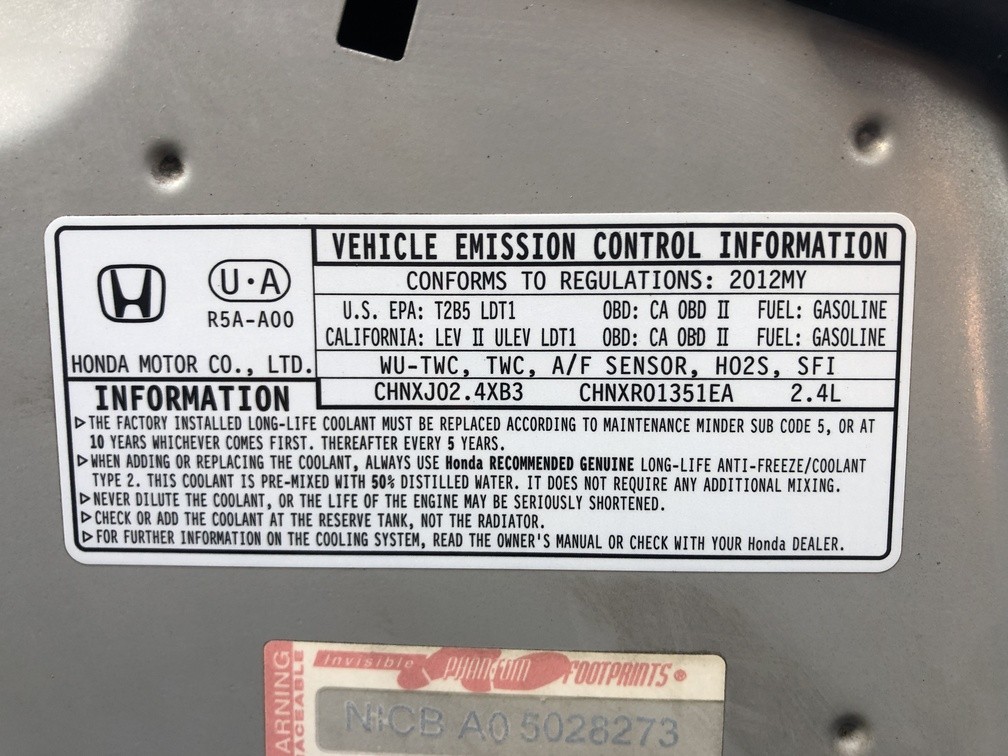 U·A
R5A-A00
HONDA MOTOR CO., LTD.
VEHICLE EMISSION CONTROL INFORMATION
CONFORMS TO REGULATIONS: 2012MY
U.S. EPA: T2B5 LDT1 OBD: CA OBD II FUEL: GASOLINE
CALIFORNIA: LEV II ULEV LDT1 OBD: CA OBD II FUEL: GASOLINE
WU-TWC, TWC, A/F SENSOR, HO2S, SFI
CHNXJ02.4XB3 CHNXR01351EA 2.4L
INFORMATION
▷THE FACTORY INSTALLED LONG-LIFE COOLANT MUST BE REPLACED ACCORDING TO MAINTENANCE MINDER SUB CODE 5, OR AT
10 YEARS WHICHEVER COMES FIRST. THEREAFTER EVERY 5 YEARS.
▷WHEN ADDING OR REPLACING THE COOLANT, ALWAYS USE Honda RECOMMENDED GENUINE LONG-LIFE ANTI-FREEZE/COOLANT
TYPE 2. THIS COOLANT IS PRE-MIXED WITH 50% DISTILLED WATER. IT DOES NOT REQUIRE ANY ADDITIONAL MIXING.
▷NEVER DILUTE THE COOLANT, OR THE LIFE OF THE ENGINE MAY BE SERIOUSLY SHORTENED.
▷CHECK OR ADD THE COOLANT AT THE RESERVE TANK, NOT THE RADIATOR.
▷FOR FURTHER INFORMATION ON THE COOLING SYSTEM, READ THE OWNER'S MANUAL OR CHECK WITH YOUR Honda DEALER.
ARNING
ACEABLE
Invisible PHANTOM FOOTPRINTS®
NICB A0 5028273